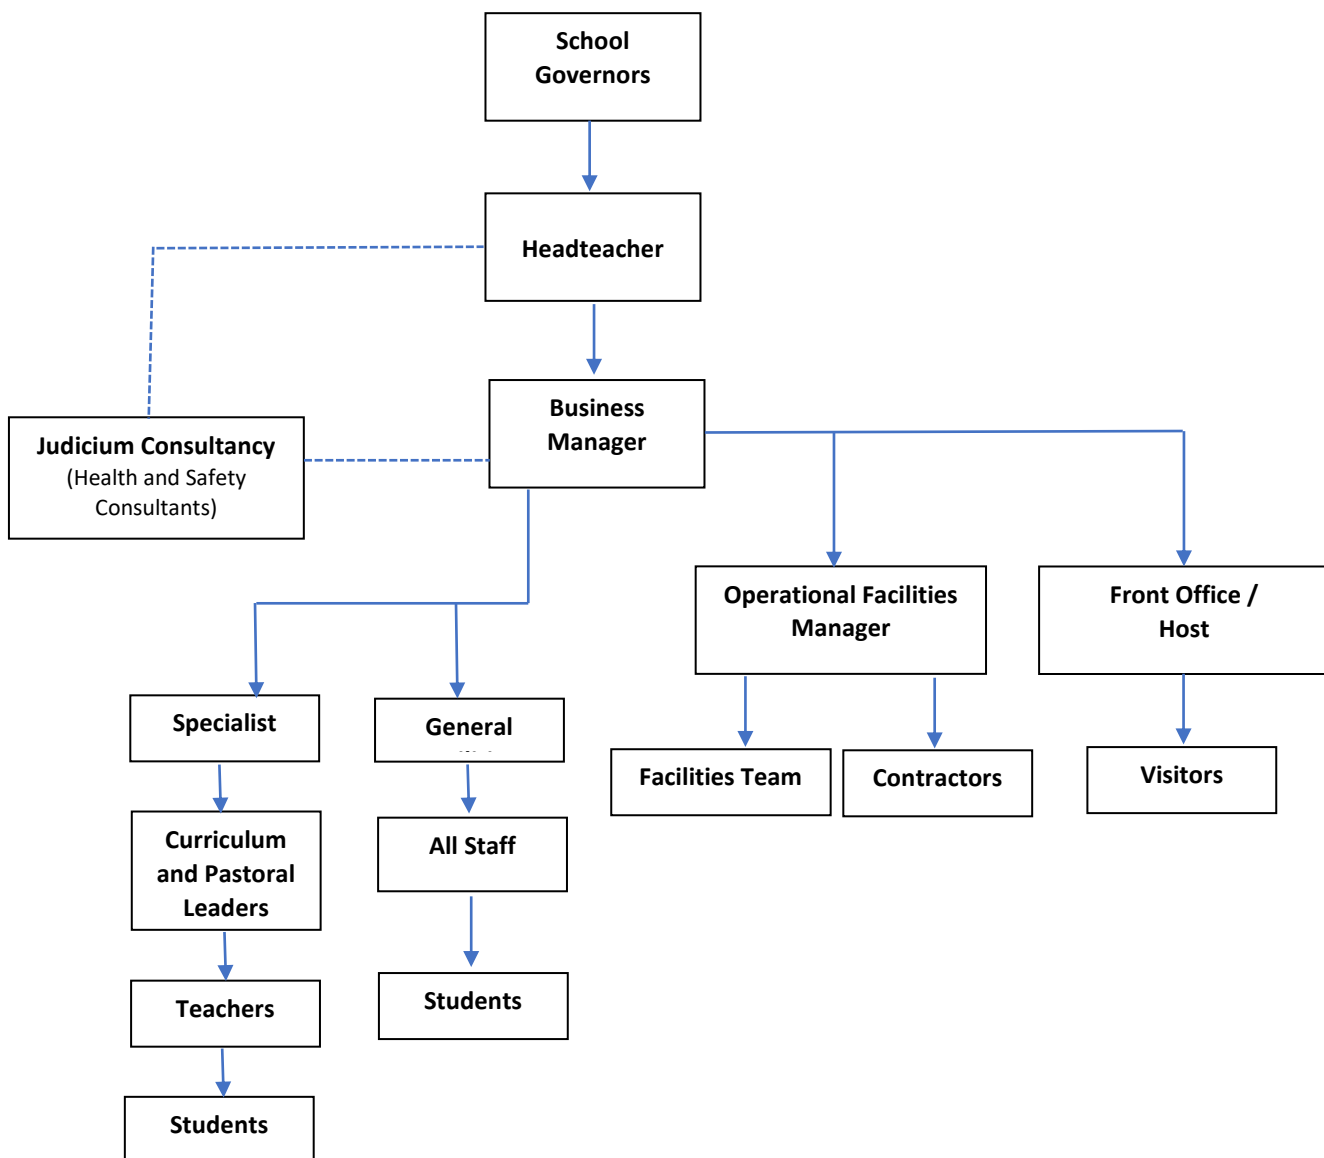 School
Governors
Headteacher
Business
Manager
Judicium Consultancy
(Health and Safety
Consultants)
Operational Facilities
Manager
Front Office /
Host
Specialist
General
Facilities Team
Contractors
Visitors
Curriculum
and Pastoral
Leaders
All Staff
Teachers
Students
Students